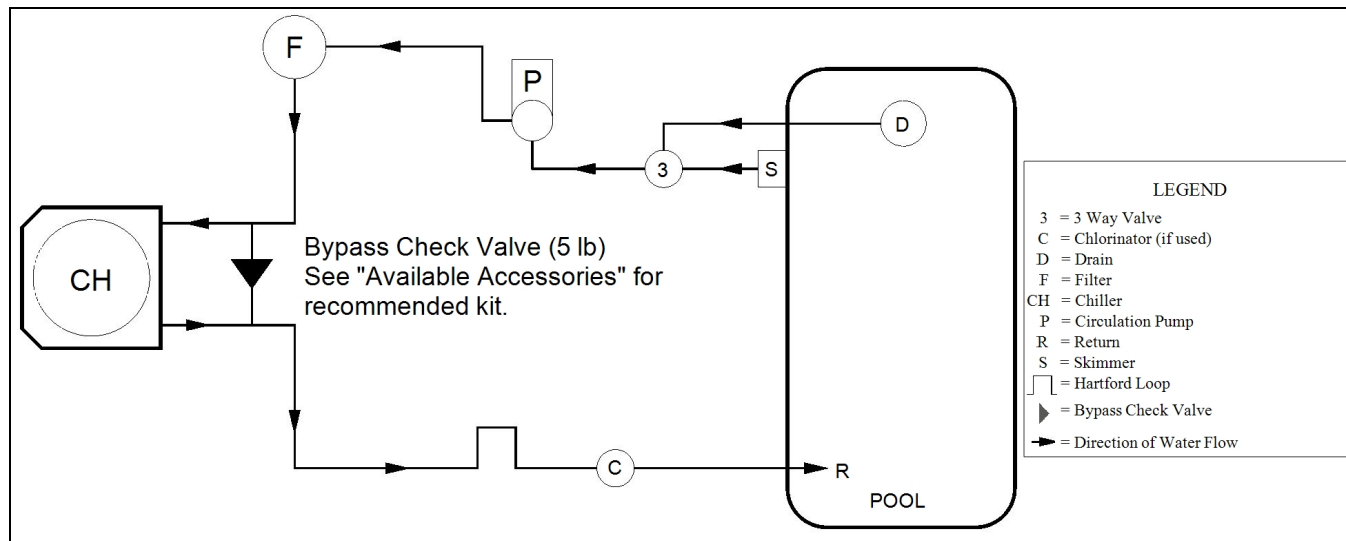 F
P
D
3
S
CH
Bypass Check Valve (5 lb)
See "Available Accessories" for
recommended kit.
C
R
POOL
LEGEND
3 = 3 Way Valve
C = Chlorinator (if used)
D = Drain
F = Filter
CH = Chiller
P = Circulation Pump
R = Return
S = Skimmer
= Hartford Loop
= Bypass Check Valve
= Direction of Water Flow